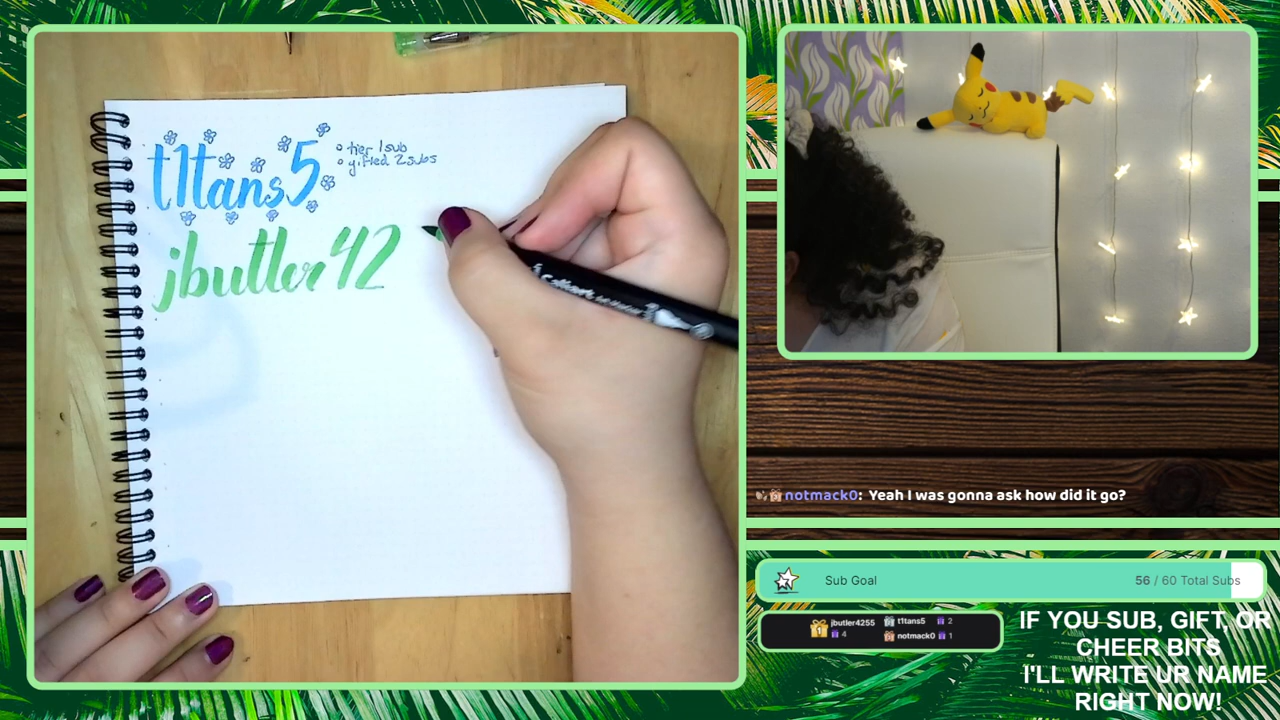 t1tans5
• tier 1 sub
• gifted 2 subs
jbutler42
notmack0: Yeah I was gonna ask how did it go?
Sub Goal
56 / 60 Total Subs
jbutler4255
4
t1tans5 2
notmack0 1
IF YOU SUB, GIFT, OR
CHEER BITS
I'LL WRITE UR NAME
RIGHT NOW!